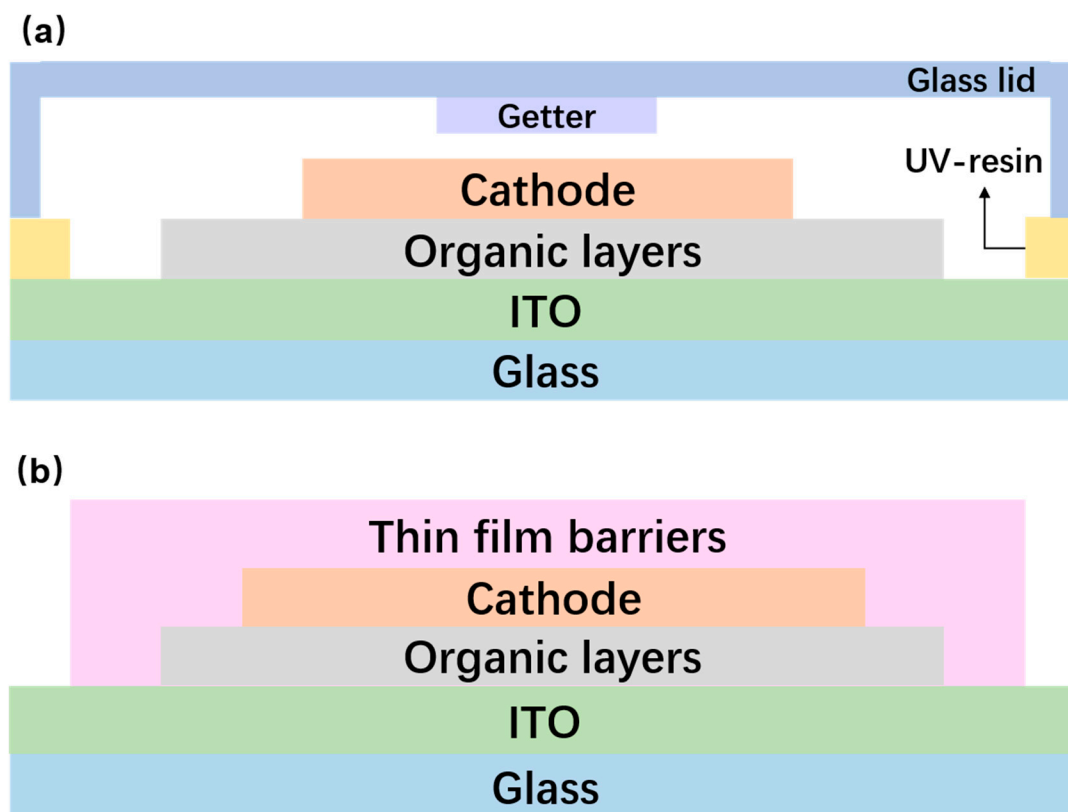 (a)
Glass lid
Getter
UV-resin
Cathode
Organic layers
ITO
Glass
(b)
Thin film barriers
Cathode
Organic layers
ITO
Glass